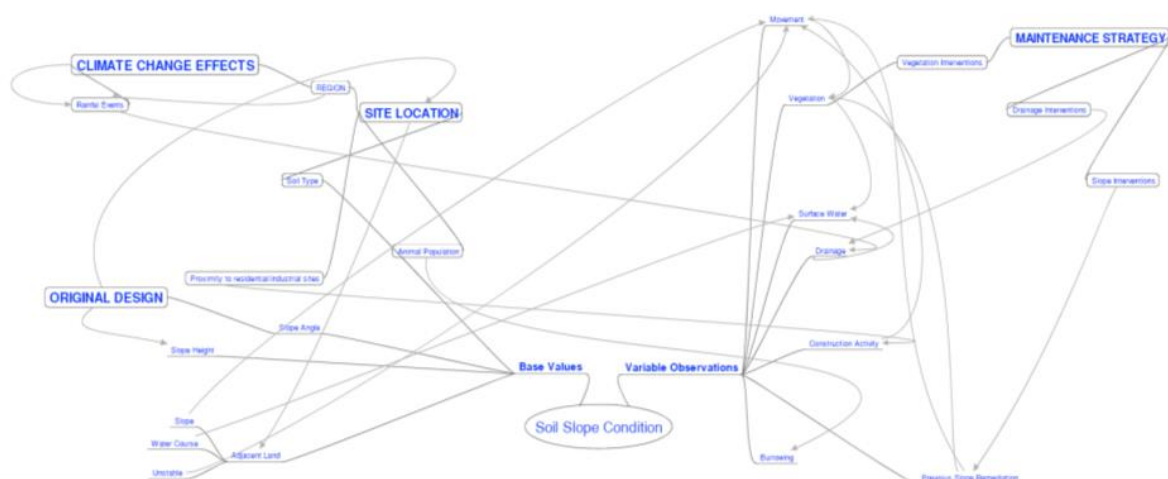 Movement
MAINTENANCE STRATEGY
CLIMATE CHANGE EFFECTS
Vegetation Interventions
REGION
Rainfall Events
Vegetation
SITE LOCATION
Drainage Interventions
Soil Type
Slope Interventions
Surface Water
Animal Population
Drainage
Proximity to residential/industrial sites
ORIGINAL DESIGN
Slope Angle
Slope Height
Construction Activity
Base Values
Variable Observations
Slope
Soil Slope Condition
Water Course
Adjacent Land
Burrowing
Unstable
Previous Slope Remediation